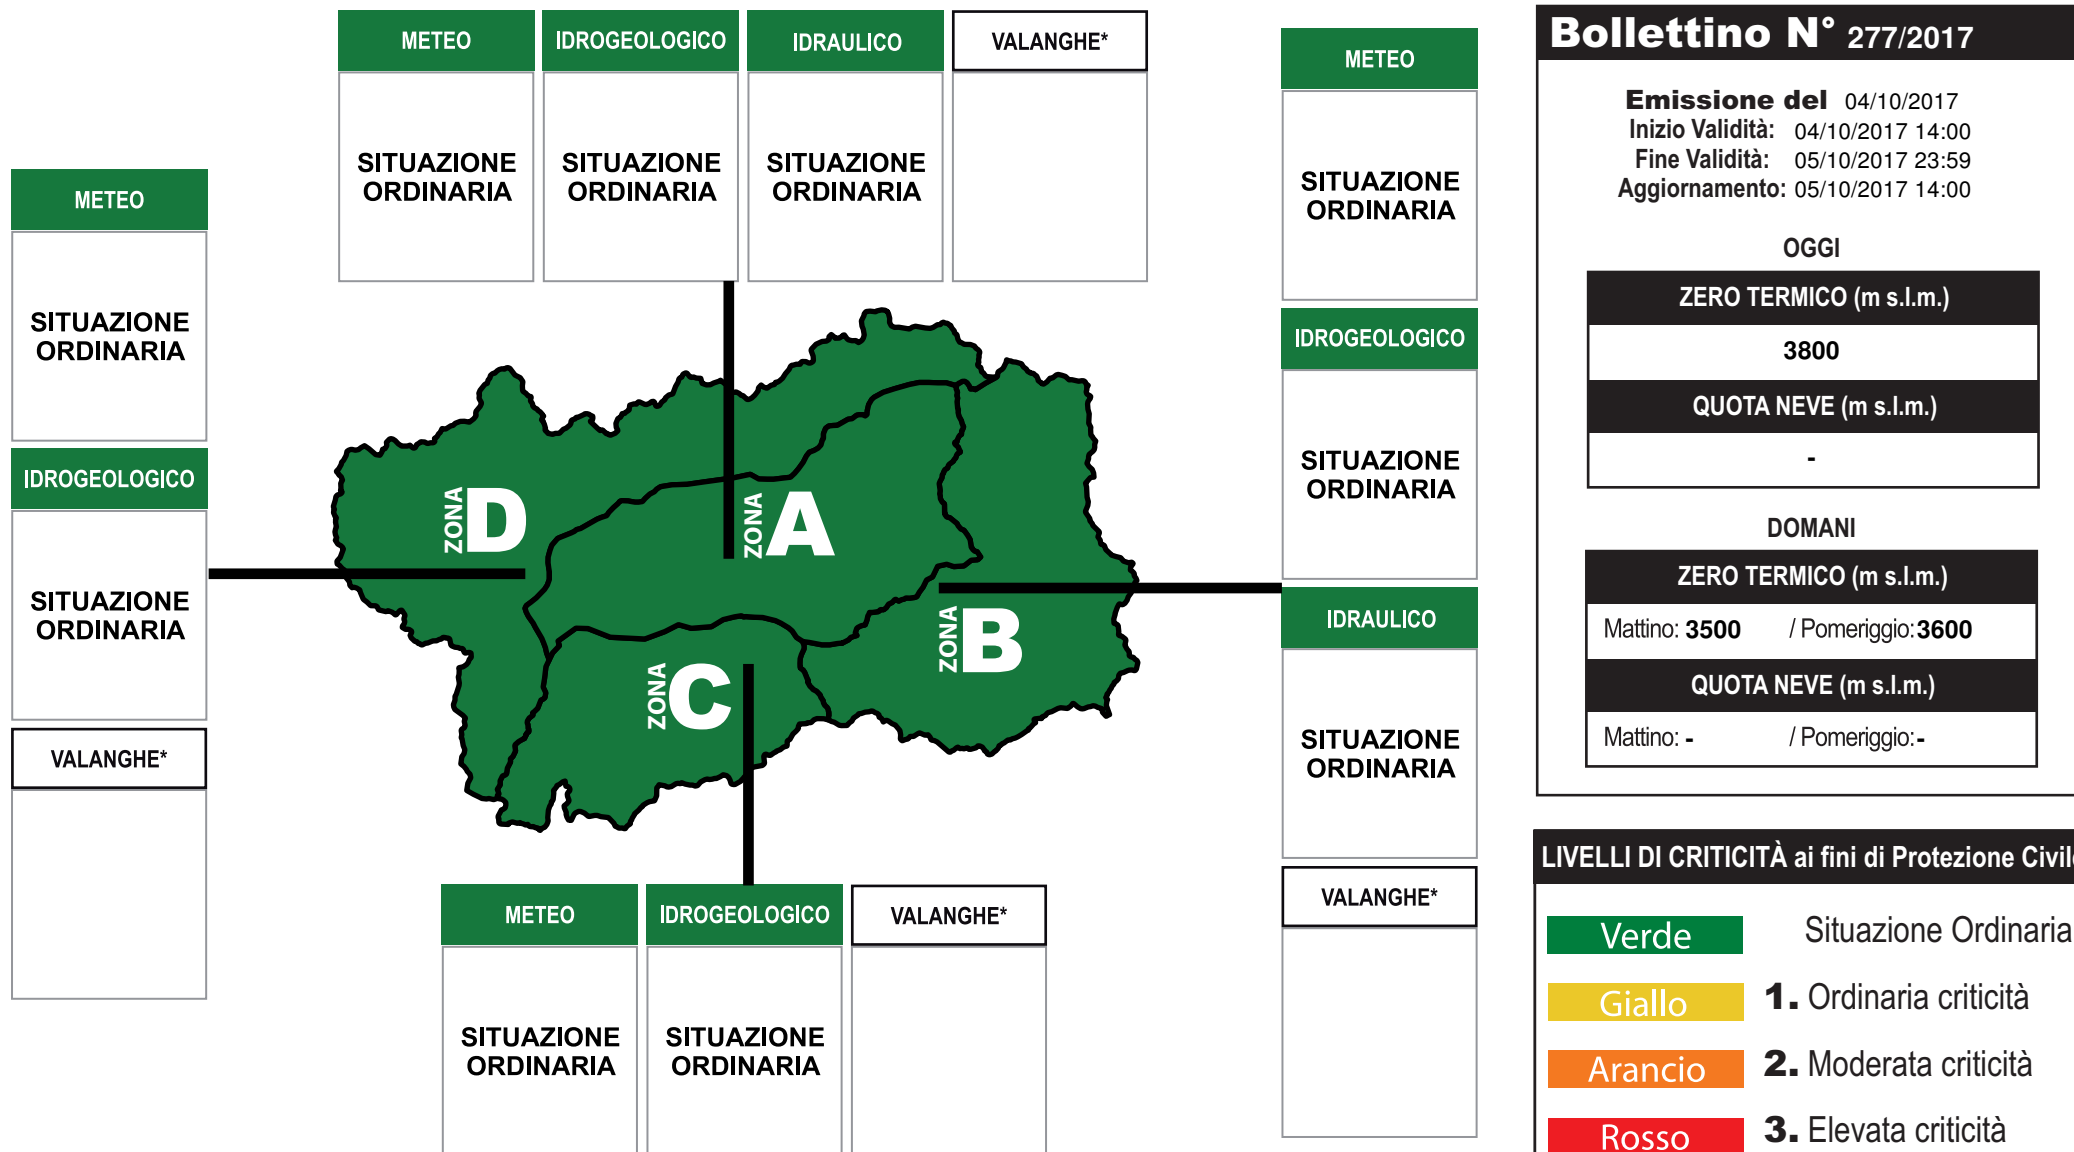 METEO
IDROGEOLOGICO
IDRAULICO
VALANGHE*
SITUAZIONE
ORDINARIA
SITUAZIONE
ORDINARIA
SITUAZIONE
ORDINARIA
METEO
SITUAZIONE
ORDINARIA
IDROGEOLOGICO
SITUAZIONE
ORDINARIA
VALANGHE*
ZONA D
ZONA A
ZONA B
ZONA C
METEO
SITUAZIONE
ORDINARIA
IDROGEOLOGICO
SITUAZIONE
ORDINARIA
IDRAULICO
SITUAZIONE
ORDINARIA
VALANGHE*
METEO
IDROGEOLOGICO
VALANGHE*
SITUAZIONE
ORDINARIA
SITUAZIONE
ORDINARIA
Bollettino N° 277/2017
Emissione del 04/10/2017
Inizio Validità: 04/10/2017 14:00
Fine Validità: 05/10/2017 23:59
Aggiornamento: 05/10/2017 14:00
OGGI
ZERO TERMICO (m s.l.m.)
3800
QUOTA NEVE (m s.l.m.)
-
DOMANI
ZERO TERMICO (m s.l.m.)
Mattino: 3500 / Pomeriggio: 3600
QUOTA NEVE (m s.l.m.)
Mattino: - / Pomeriggio: -
LIVELLI DI CRITICITÀ ai fini di Protezione Civile
Verde Situazione Ordinaria
Giallo 1. Ordinaria criticità
Arancio 2. Moderata criticità
Rosso 3. Elevata criticità